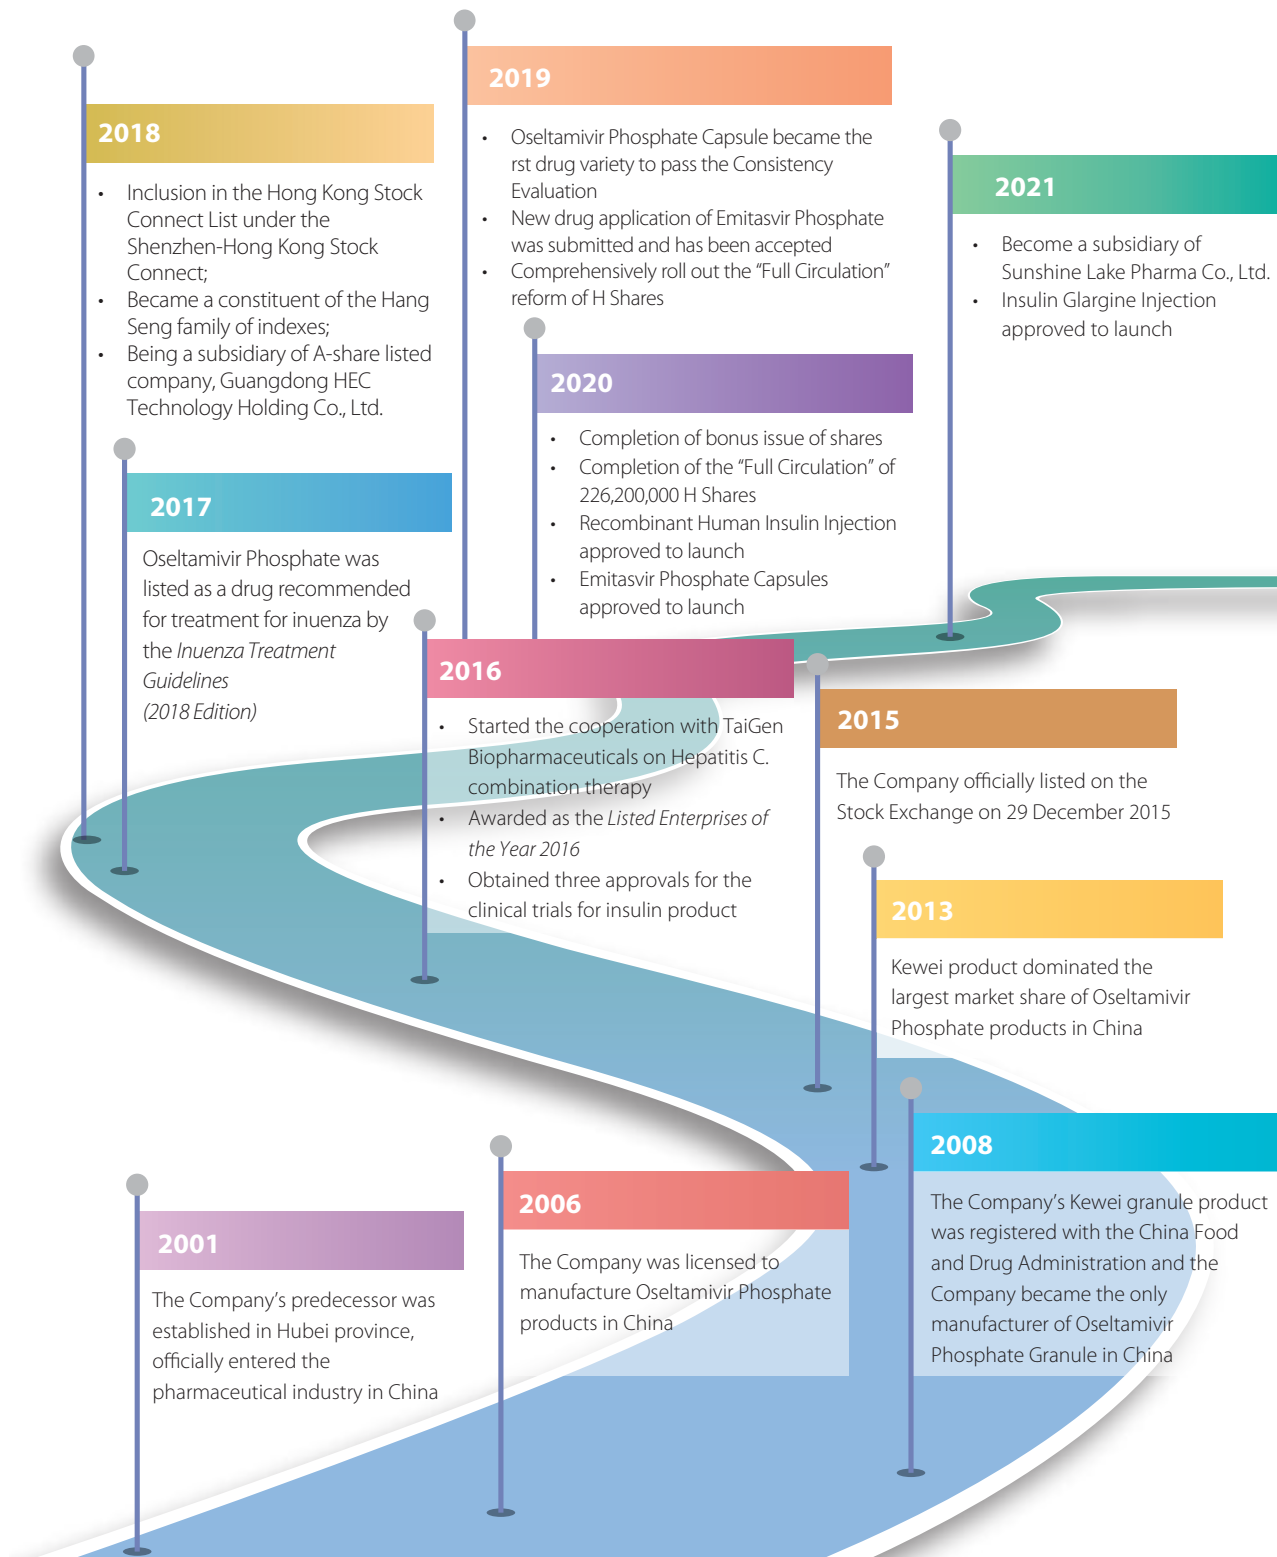 2018
• Inclusion in the Hong Kong Stock
Connect List under the
Shenzhen-Hong Kong Stock
Connect;
• Became a constituent of the Hang
Seng family of indexes;
• Being a subsidiary of A-share listed
company, Guangdong HEC
Technology Holding Co., Ltd.
2019
• Oseltamivir Phosphate Capsule became the
rst drug variety to pass the Consistency
Evaluation
• New drug application of Emitasvir Phosphate
was submitted and has been accepted
• Comprehensively roll out the “Full Circulation”
reform of H Shares
2021
• Become a subsidiary of
Sunshine Lake Pharma Co., Ltd.
• Insulin Glargine Injection
approved to launch
2020
• Completion of bonus issue of shares
• Completion of the “Full Circulation” of
226,200,000 H Shares
• Recombinant Human Insulin Injection
approved to launch
• Emitasvir Phosphate Capsules
approved to launch
2017
Oseltamivir Phosphate was
listed as a drug recommended
for treatment for inuenza by
the Inuenza Treatment
Guidelines
(2018 Edition)
2016
• Started the cooperation with TaiGen
Biopharmaceuticals on Hepatitis C.
combination therapy
• Awarded as the Listed Enterprises of
the Year 2016
• Obtained three approvals for the
clinical trials for insulin product
2015
The Company officially listed on the
Stock Exchange on 29 December 2015
2013
Kewei product dominated the
largest market share of Oseltamivir
Phosphate products in China
2008
The Company’s Kewei granule product
was registered with the China Food
and Drug Administration and the
Company became the only
manufacturer of Oseltamivir
Phosphate Granule in China
2006
The Company was licensed to
manufacture Oseltamivir Phosphate
products in China
2001
The Company’s predecessor was
established in Hubei province,
officially entered the
pharmaceutical industry in China